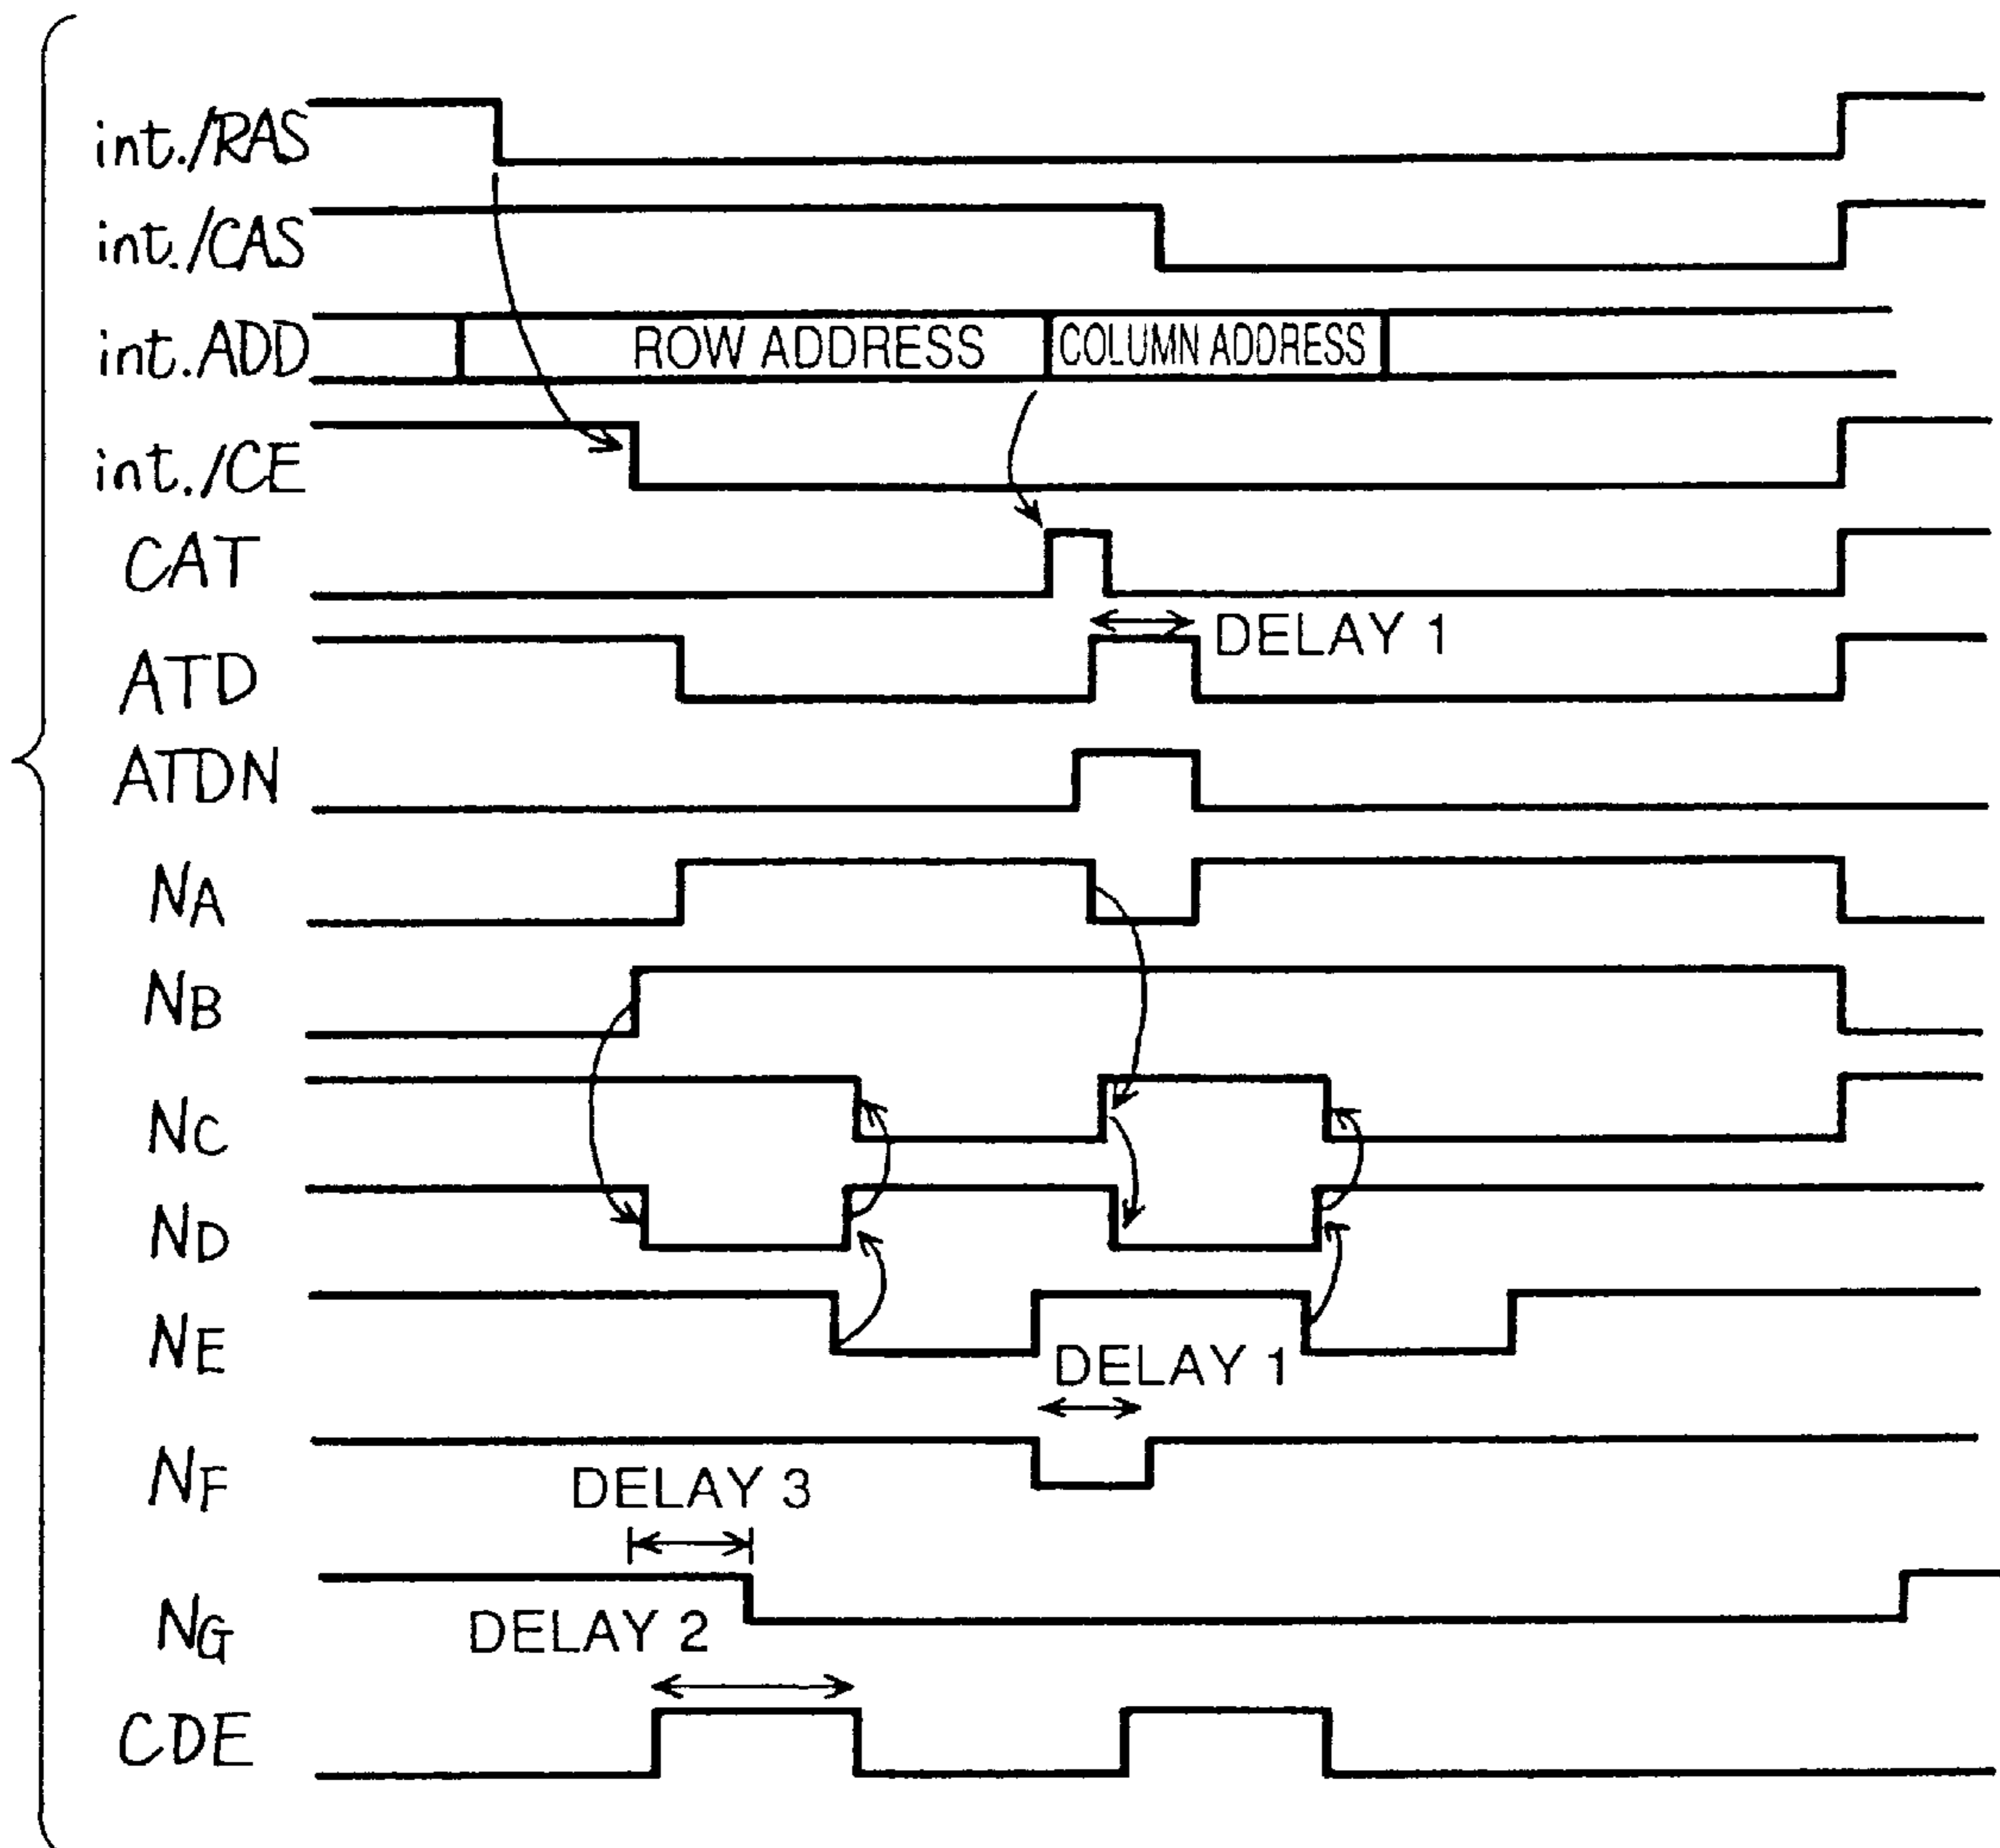 int./RAS
int./CAS
int.ADD ROW ADDRESS COLUMN ADDRESS
int./CE
CAT
DELAY 1
ATD
ATDN
NA
NB
NC
ND
NE
DELAY 1
NF
DELAY 3
NG
DELAY 2
CDE